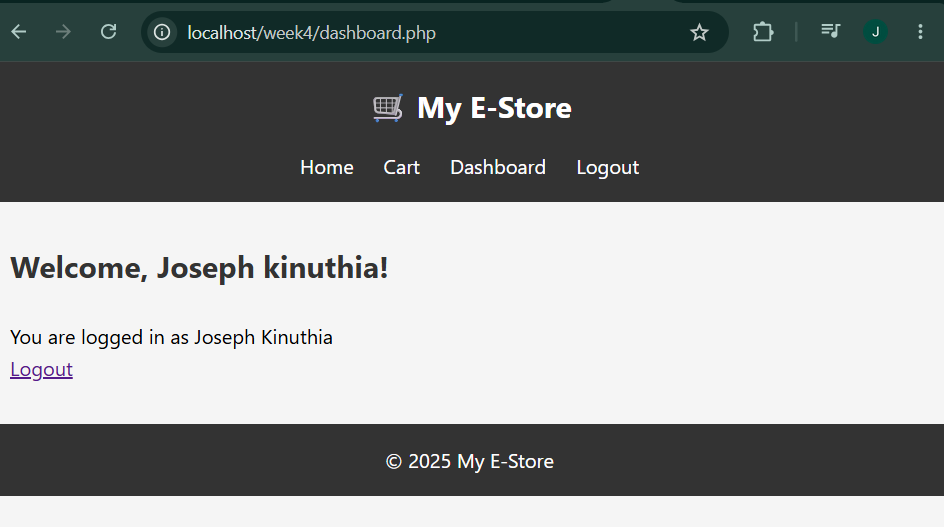 localhost/week4/dashboard.php
J
My E-Store
Home Cart Dashboard Logout
Welcome, Joseph kinuthia!
You are logged in as Joseph Kinuthia
Logout
© 2025 My E-Store